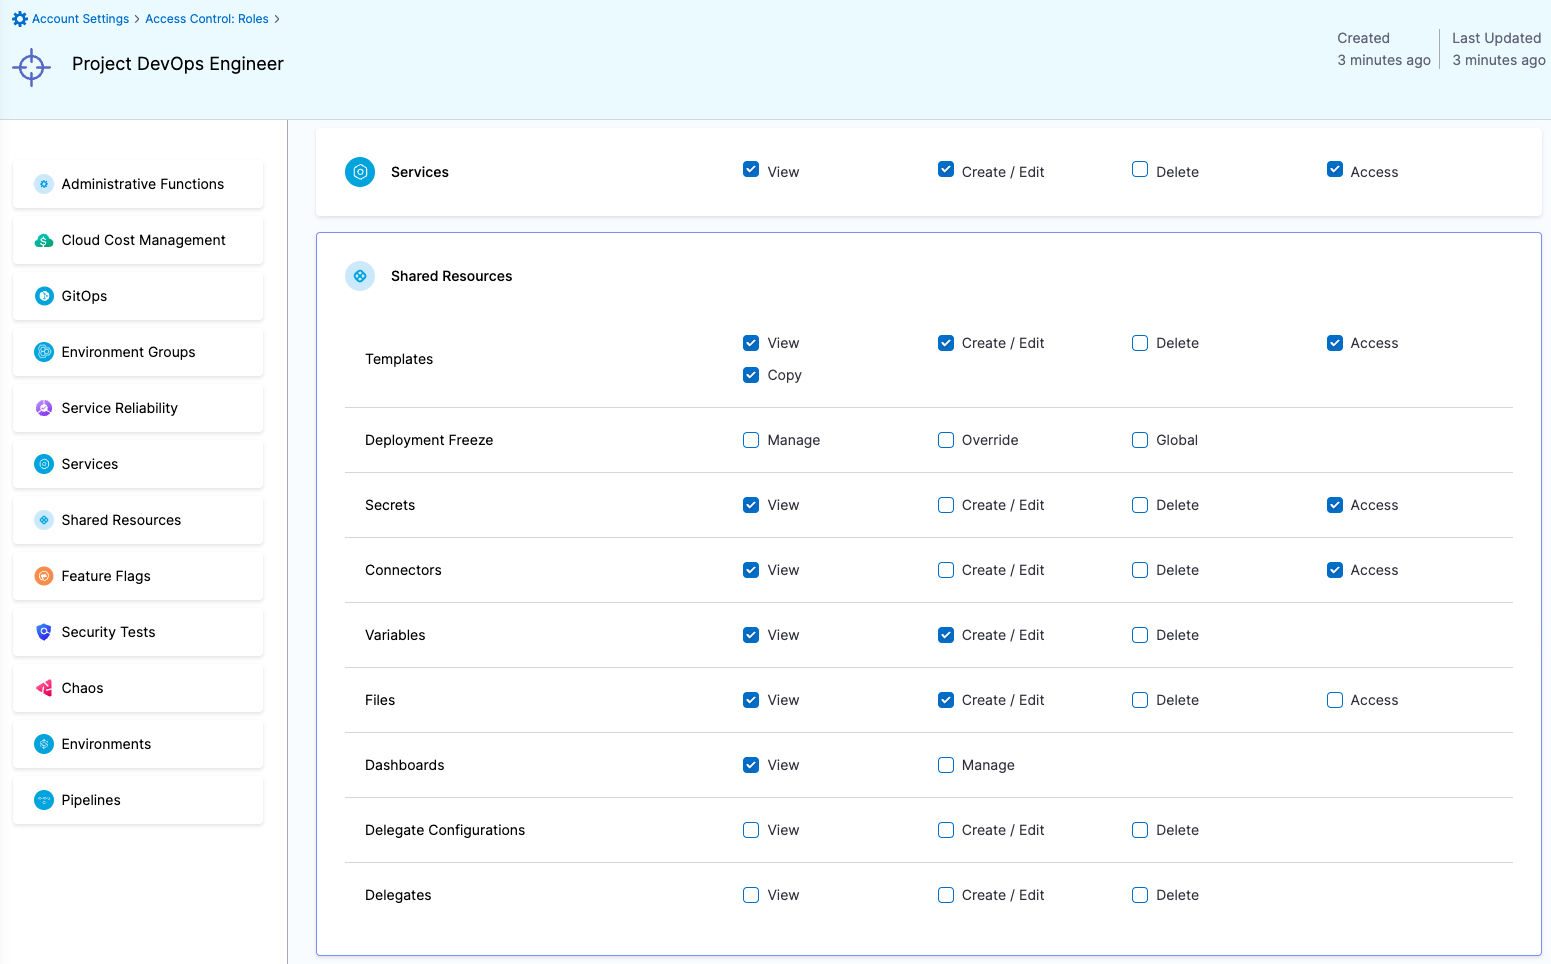 Account Settings > Access Control: Roles >
Project DevOps Engineer
Created
3 minutes ago
Last Updated
3 minutes ago
Administrative Functions
Cloud Cost Management
GitOps
Environment Groups
Service Reliability
Services
Shared Resources
Feature Flags
Security Tests
Chaos
Environments
Pipelines
Services View Create / Edit Delete Access
Shared Resources
Templates View Create / Edit Delete Access
Copy
Deployment Freeze Manage Override Global
Secrets View Create / Edit Delete Access
Connectors View Create / Edit Delete Access
Variables View Create / Edit Delete
Files View Create / Edit Delete Access
Dashboards View Manage
Delegate Configurations View Create / Edit Delete
Delegates View Create / Edit Delete